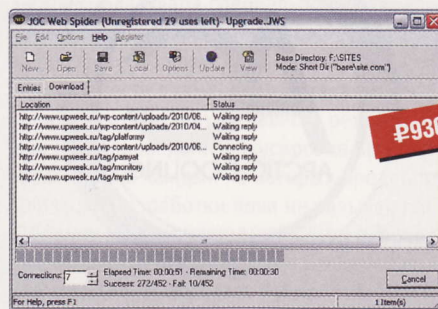 JOC Web Spider (Unregistered 29 uses left)- Upgrade..JWS
File Edit Options Help Register
New Open Save Local Options Update View
Base Directory: F:\SITES
Mode: Short Dir ("base\site.com")
Entries Download
Location Status
http://www.upweek.ru/wp-content/uploads/2010/06... Waiting reply
http://www.upweek.ru/wp-content/uploads/2010/04... Waiting reply
http://www.upweek.ru/tag/platformy Waiting reply
http://www.upweek.ru/wp-content/uploads/2010/06... Connecting
http://www.upweek.ru/tag/pamyat Waiting reply
http://www.upweek.ru/tag/monitory Waiting reply
http://www.upweek.ru/tag/myshi Waiting reply
₽930
Connections: 7 Elapsed Time: 00:00:51 - Remaining Time: 00:00:30
Success: 272/452 - Fail: 10/452
Cancel
For Help, press F1 1 Item(s)